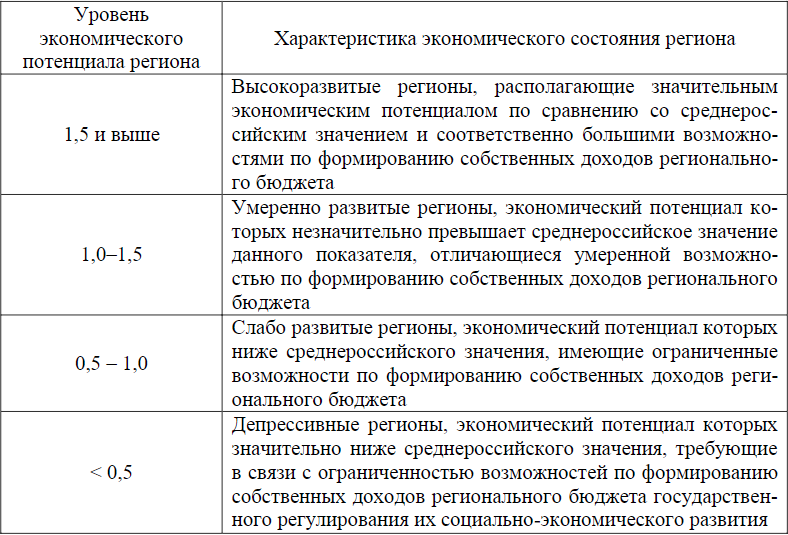 Уровень
экономического
потенциала региона
Характеристика экономического состояния региона
1,5 и выше
Высокоразвитые регионы, располагающие значительным
экономическим потенциалом по сравнению со среднерос-
сийским значением и соответственно большими возможно-
стями по формированию собственных доходов регионально-
го бюджета
1,0–1,5
Умеренно развитые регионы, экономический потенциал ко-
торых незначительно превышает среднероссийское значение
данного показателя, отличающиеся умеренной возможно-
стью по формированию собственных доходов регионального
бюджета
0,5 – 1,0
Слабо развитые регионы, экономический потенциал которых
ниже среднероссийского значения, имеющие ограниченные
возможности по формированию собственных доходов реги-
онального бюджета
< 0,5
Депрессивные регионы, экономический потенциал которых
значительно ниже среднероссийского значения, требующие
в связи с ограниченностью возможностей по формированию
собственных доходов регионального бюджета государствен-
ного регулирования их социально-экономического развития